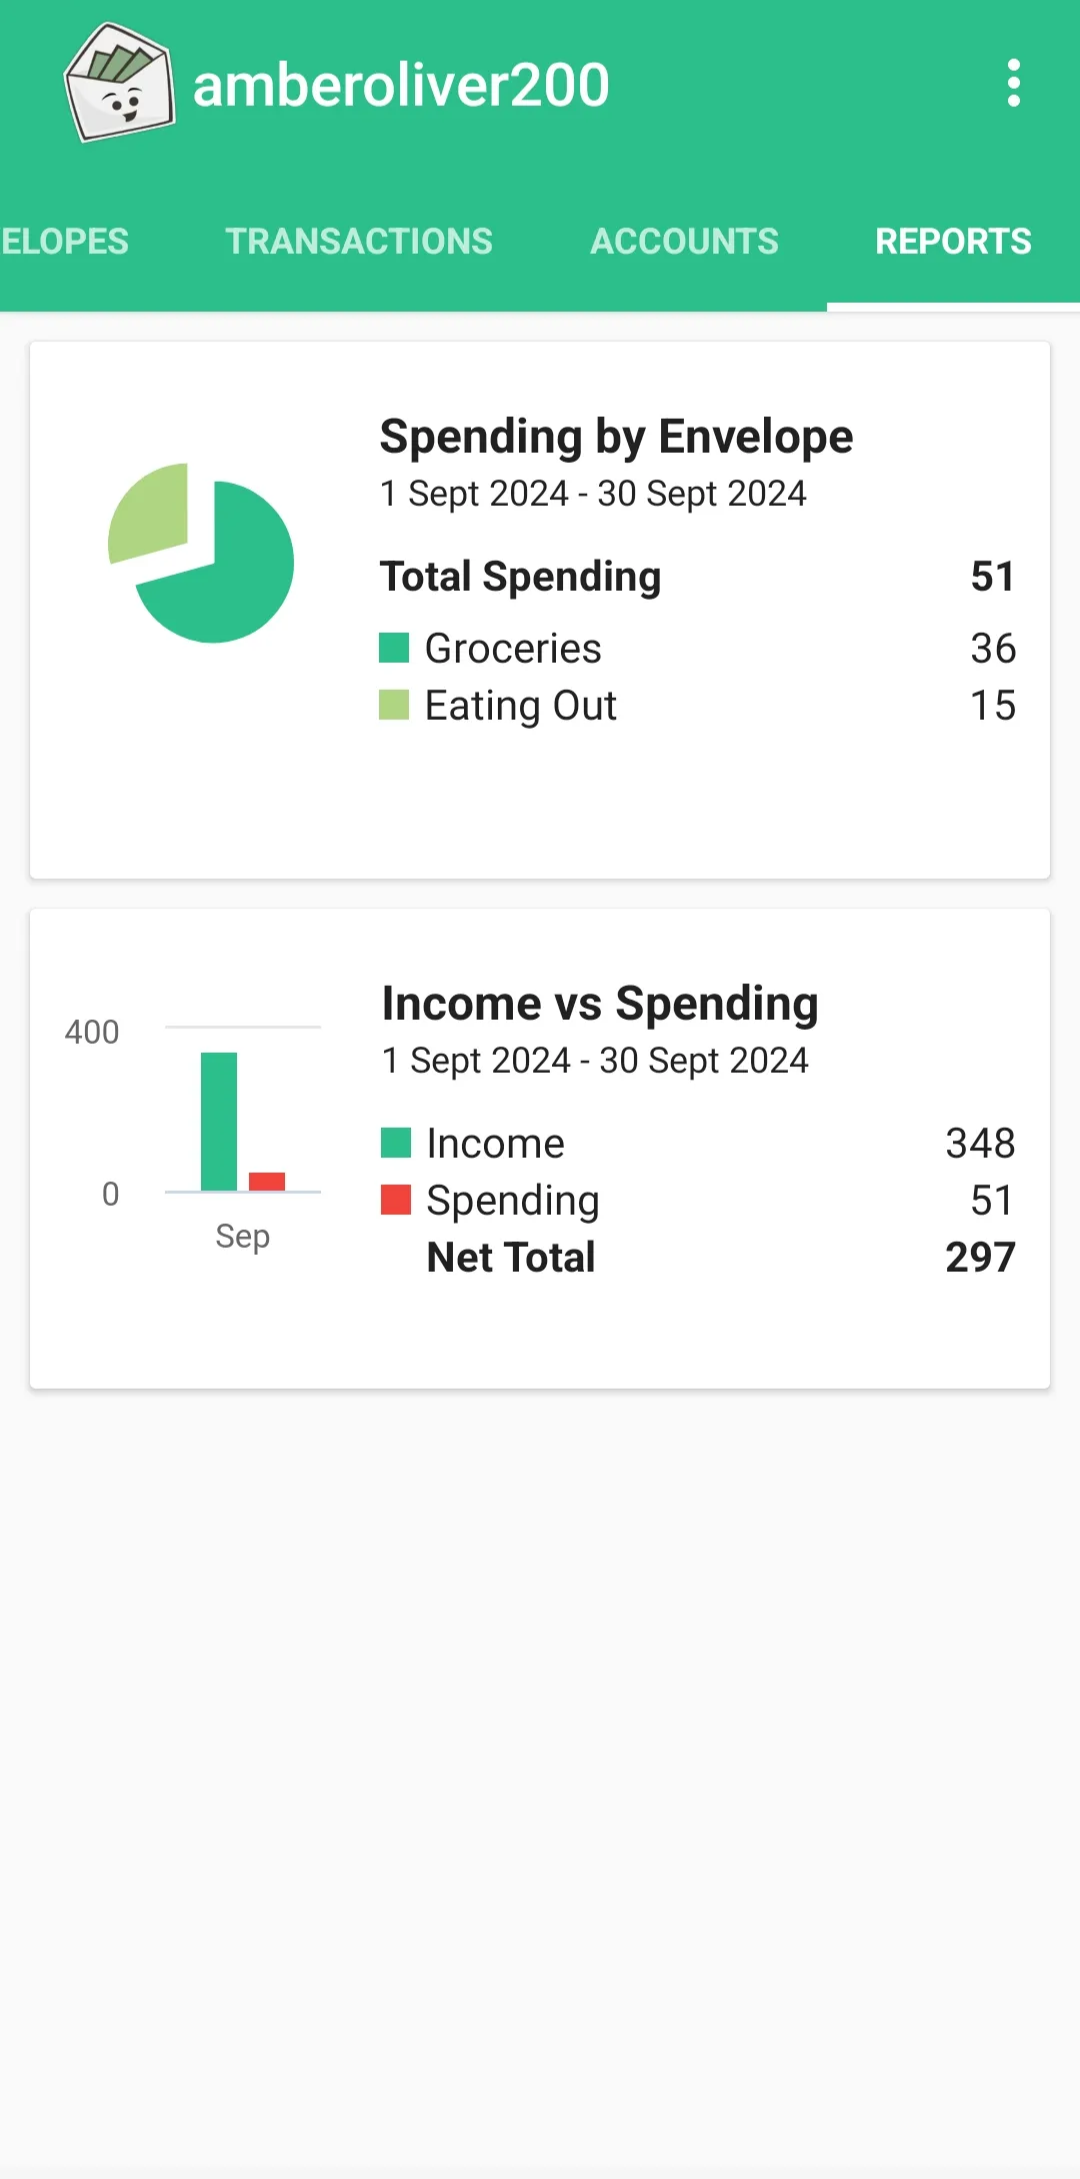 amberoliver200
ELOPES TRANSACTIONS ACCOUNTS REPORTS
Spending by Envelope
1 Sept 2024 - 30 Sept 2024
Total Spending 51
Groceries 36
Eating Out 15
Income vs Spending
1 Sept 2024 - 30 Sept 2024
400
0
Sep
Income 348
Spending 51
Net Total 297